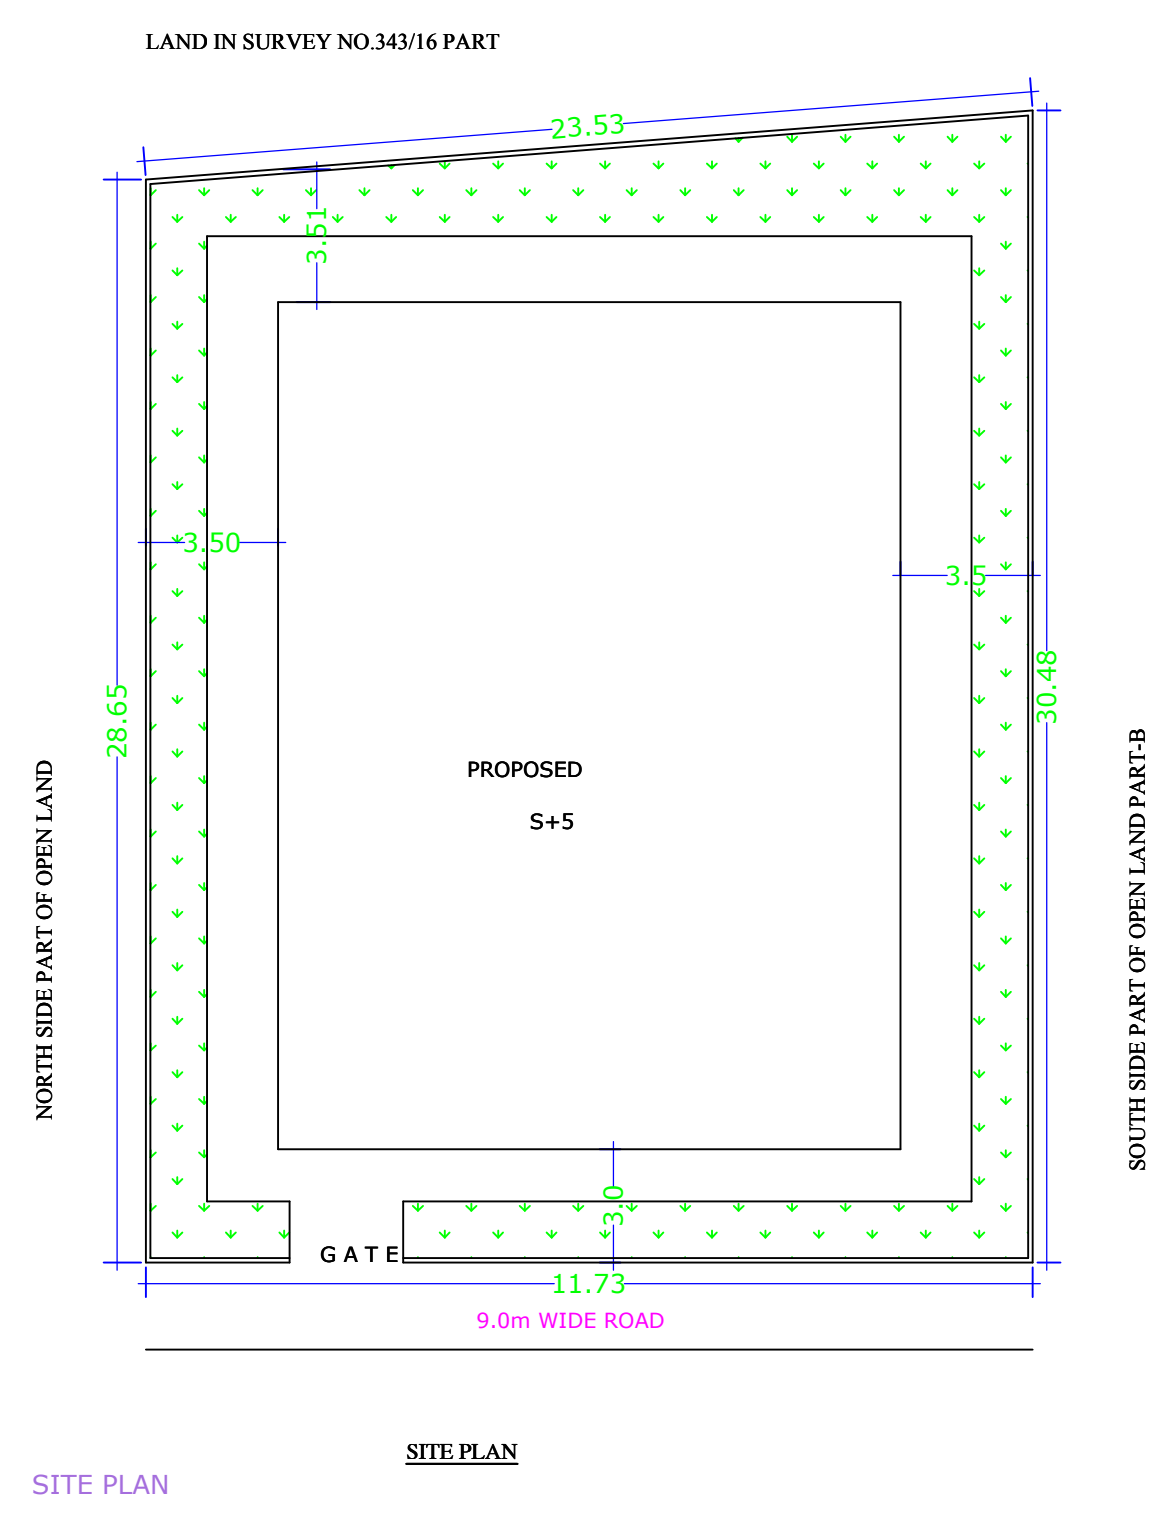 LAND IN SURVEY NO.343/16 PART
23.53
3.51
3.50
3.5
28.65
30.48
NORTH SIDE PART OF OPEN LAND
SOUTH SIDE PART OF OPEN LAND PART-B
PROPOSED
S+5
3.0
GATE
11.73
9.0m WIDE ROAD
SITE PLAN
SITE PLAN